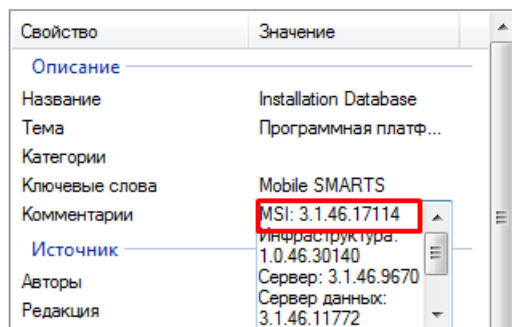 Свойство Значение
Описание
Название Installation Database
Тема Программная платф...
Категории
Ключевые слова Mobile SMARTS
Комментарии MSI: 3.1.46.17114
Инфраструктура:
1.0.46.30140
Источник
Сервер: 3.1.46.9670
Авторы
Сервер данных:
Редакция
3.1.46.11772